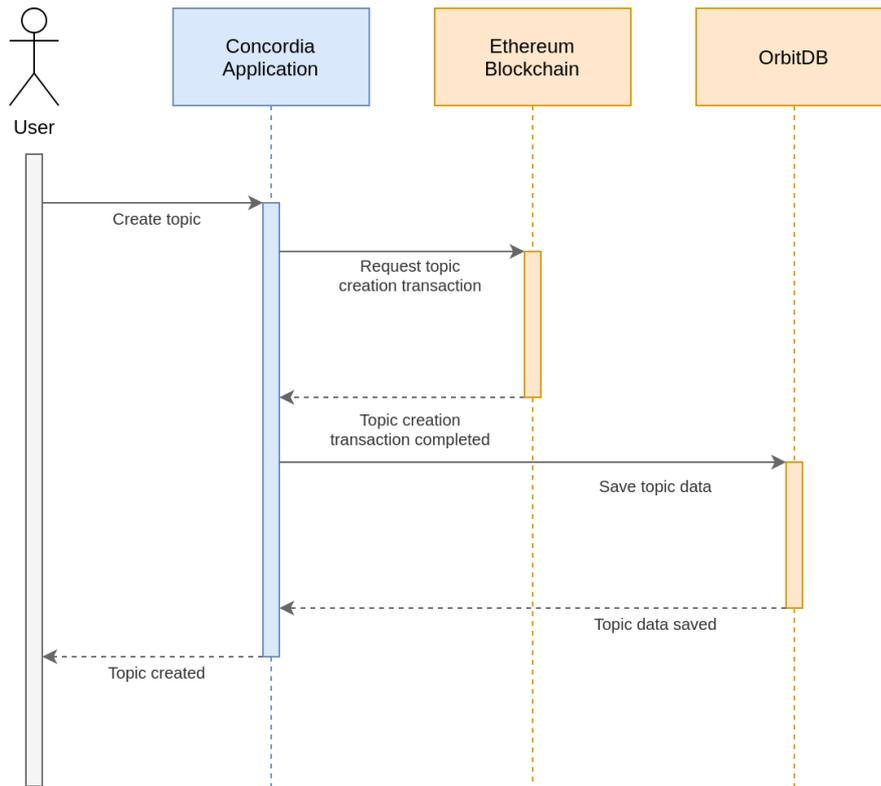 Concordia
Application
Ethereum
Blockchain
OrbitDB
User
Create topic
Request topic
creation transaction
Topic creation
transaction completed
Save topic data
Topic data saved
Topic created